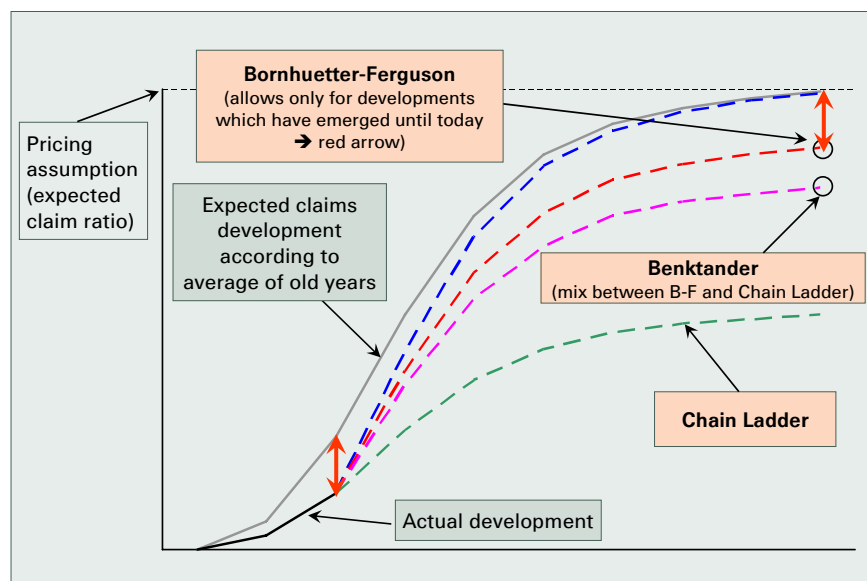 Bornhuetter-Ferguson
(allows only for developments
which have emerged until today
➔ red arrow)
Pricing
assumption
(expected
claim ratio)
Expected claims
development
according to
average of old years
Benktander
(mix between B-F and Chain Ladder)
Chain Ladder
Actual development